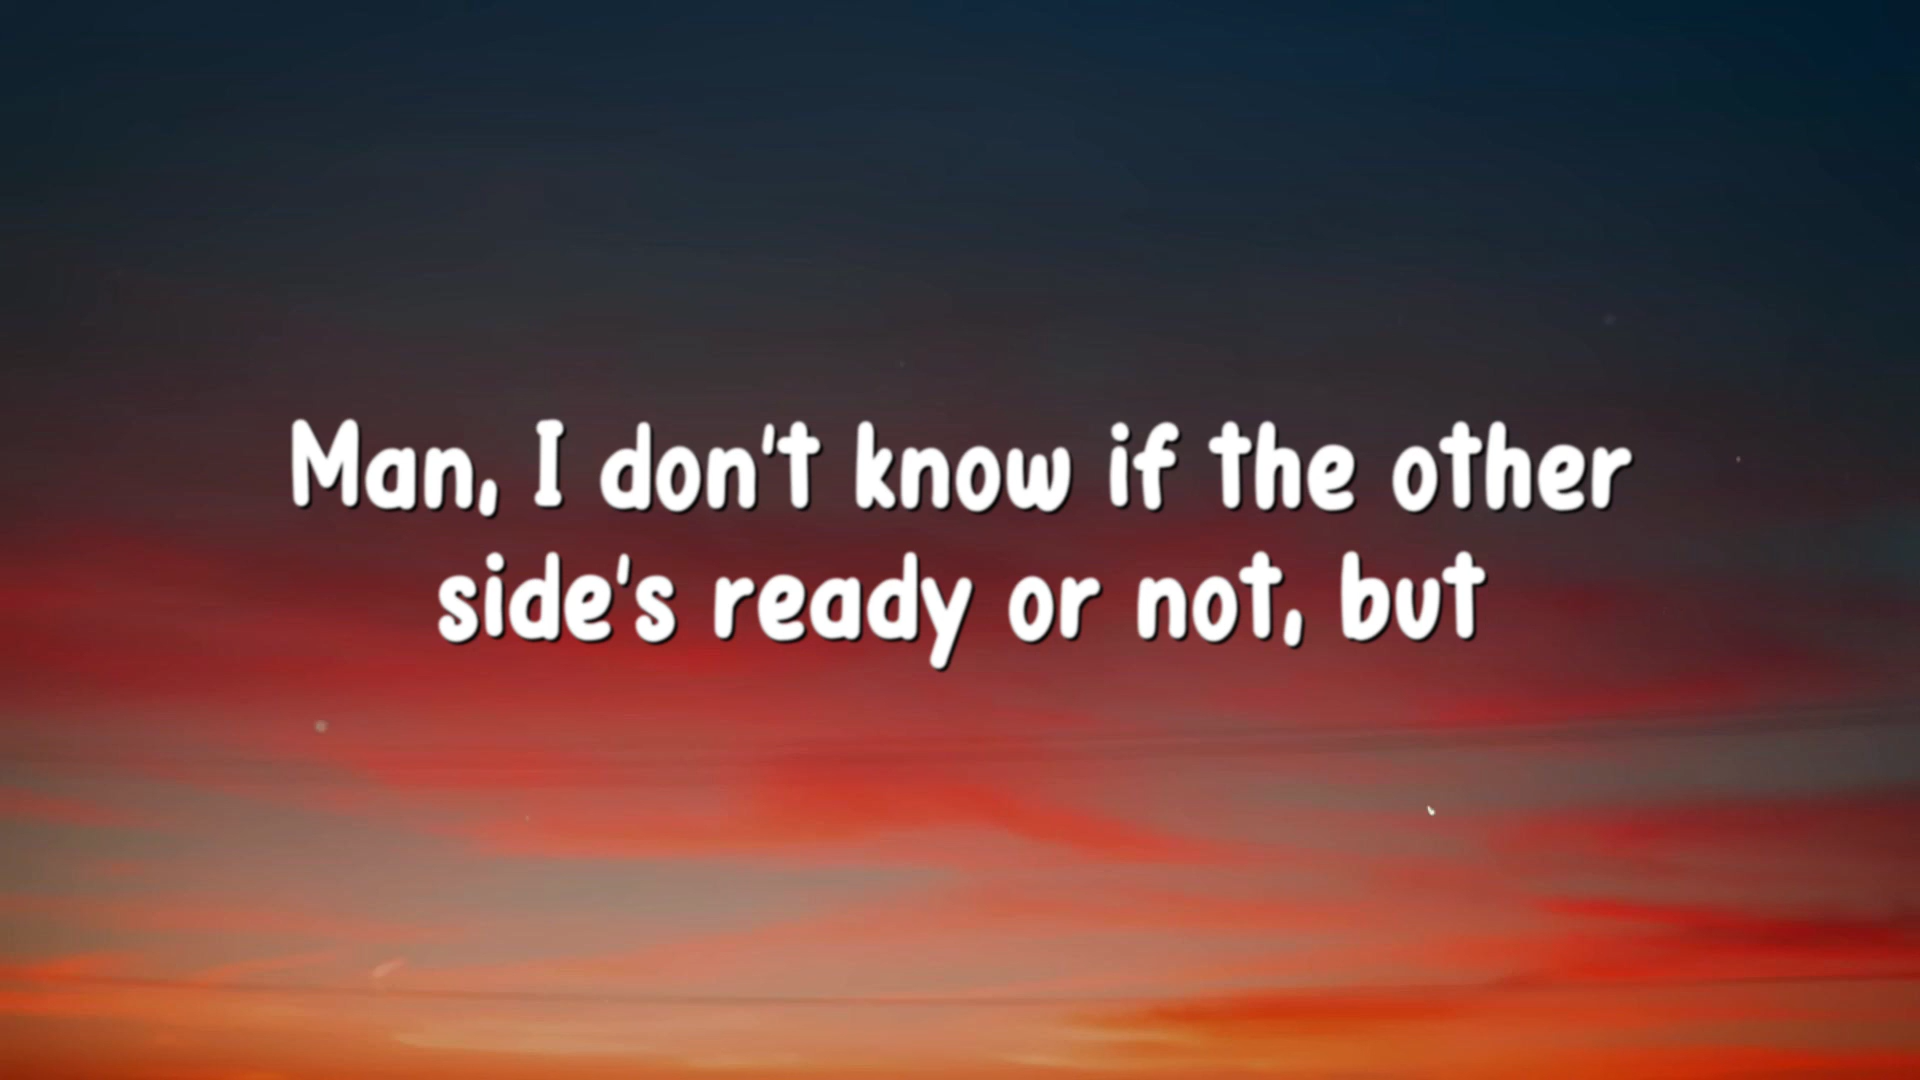 Man, I don't know if the other
side's ready or not, but